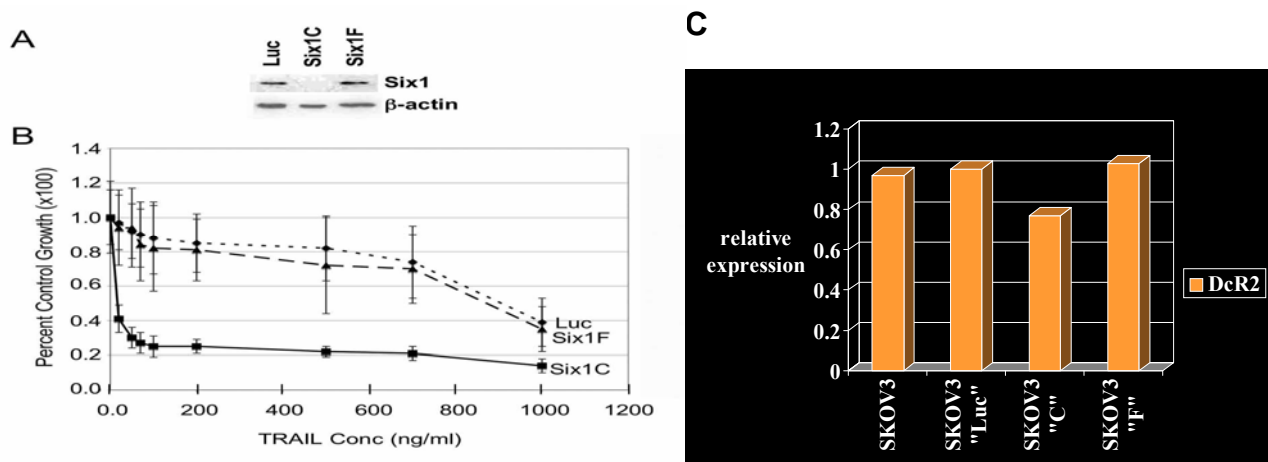 A
Luc
Six1C
Six1F
Six1
β-actin
B
Percent Control Growth (x100)
1.4
1.2
1.0
0.8
0.6
0.4
0.2
0.0
Luc
Six1F
Six1C
0.0
200
400
600
800
1000
1200
TRAIL Conc (ng/ml)
C
relative
expression
1.2
1
0.8
0.6
0.4
0.2
0
SKOV3
SKOV3
"Luc"
SKOV3
"C"
SKOV3
"F"
DcR2